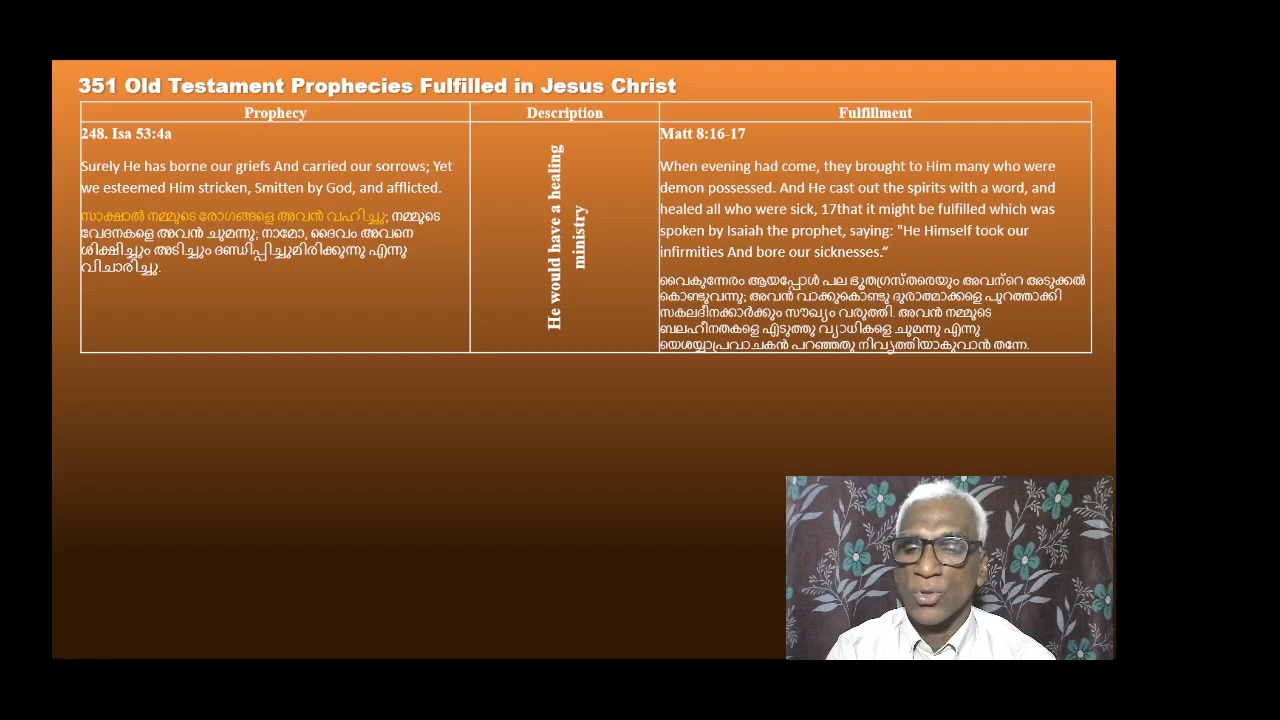 351 Old Testament Prophecies Fulfilled in Jesus Christ
Prophecy
Description
Fulfillment
248. Isa 53:4a
Surely He has borne our griefs And carried our sorrows; Yet
we esteemed Him stricken, Smitten by God, and afflicted.
സാക്ഷാൽ നമ്മുടെ രോഗങ്ങളെ അവൻ വഹിച്ചു; നമ്മുടെ
വേദനകളെ അവൻ ചുമന്നു; നാമോ, ദൈവം അവനെ
ശിക്ഷിച്ചും അടിച്ചും ദണ്ഡിപ്പിച്ചുമിരിക്കുന്നു എന്നു
വിചാരിച്ചു.
He would have a healing
ministry
Matt 8:16-17
When evening had come, they brought to Him many who were
demon possessed. And He cast out the spirits with a word, and
healed all who were sick, 17that it might be fulfilled which was
spoken by Isaiah the prophet, saying: "He Himself took our
infirmities And bore our sicknesses.“
വൈകുന്നേരം ആയപ്പോൾ പല ഭൂതഗ്രസ്തരെയും അവന്റെ അടുക്കൽ
കൊണ്ടുവന്നു; അവൻ വാക്കുകൊണ്ടു ദുരാത്മാക്കളെ പുറത്താക്കി
സകലദീനക്കാർക്കും സൗഖ്യം വരുത്തി. അവൻ നമ്മുടെ
ബലഹീനതകളെ എടുത്തു വ്യാധികളെ ചുമന്നു എന്നു
യെശയ്യാപ്രവാചകൻ പറഞ്ഞതു നിവൃത്തിയാകുവാൻ തന്നേ.